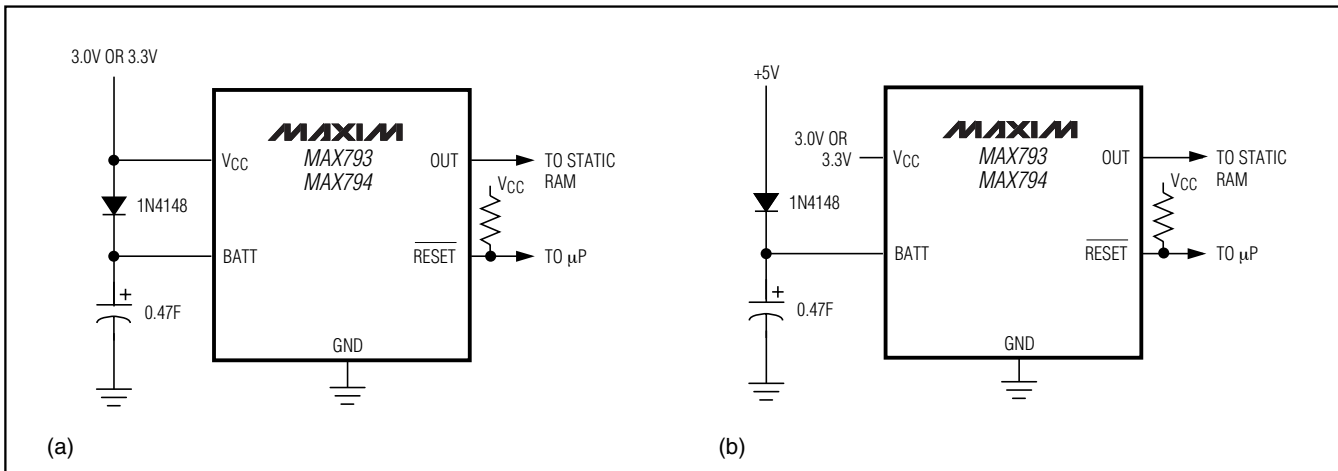 3.0V OR 3.3V
VCC
1N4148
BATT
0.47F
MAXIM
MAX793
MAX794
OUT
TO STATIC
RAM
VCC
RESET
TO μP
GND
(a)
+5V
3.0V OR
3.3V
VCC
1N4148
BATT
0.47F
MAXIM
MAX793
MAX794
OUT
TO STATIC
RAM
VCC
RESET
TO μP
GND
(b)